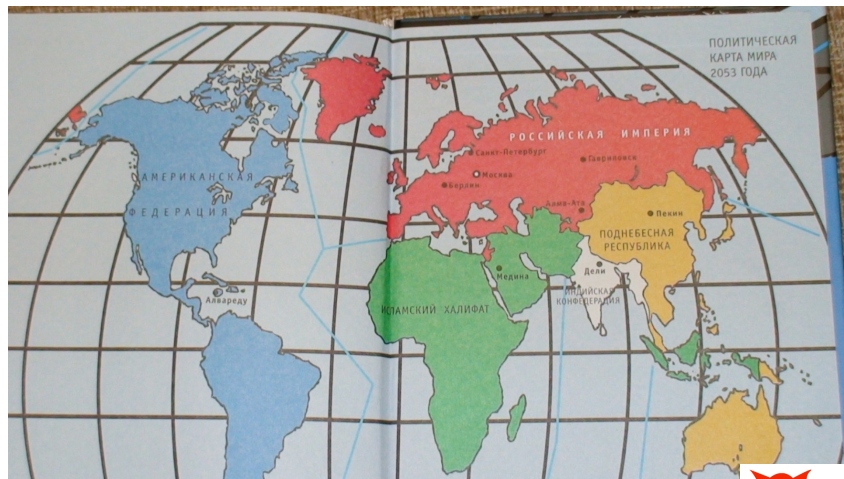 ПОЛИТИЧЕСКАЯ
КАРТА МИРА
2053 ГОДА
РОССИЙСКАЯ ИМПЕРИЯ
Санкт-Петербург
Гавриловск
Москва
Берлин
АМЕРИКАНСКАЯ
ФЕДЕРАЦИЯ
Алма-Ата
Пекин
ПОДНЕБЕСНАЯ
РЕСПУБЛИКА
Дели
Медина
ИНДИЙСКАЯ
КОНФЕДЕРАЦИЯ
Алвареду
ИСЛАМСКИЙ ХАЛИФАТ